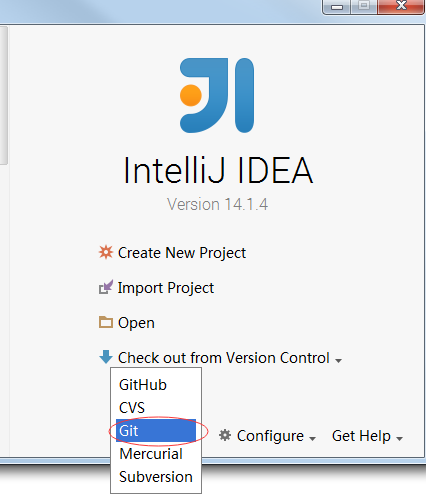 IntelliJ IDEA
Version 14.1.4
Create New Project
Import Project
Open
Check out from Version Control
GitHub
CVS
Git
Mercurial
Subversion
Configure
Get Help